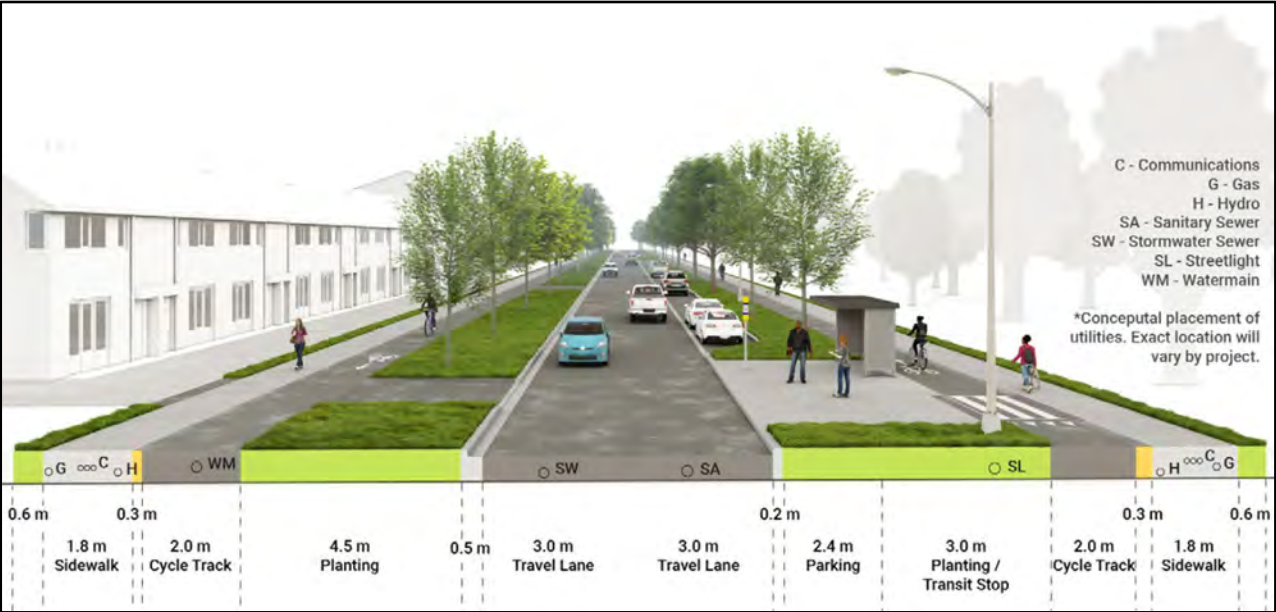 C - Communications
G - Gas
H - Hydro
SA - Sanitary Sewer
SW - Stormwater Sewer
SL - Streetlight
WM - Watermain
*Conceputal placement of
utilities. Exact location will
vary by project.
G C H WM SW SA SL H C G
0.6 m 0.3 m 0.2 m 0.3 m 0.6 m
1.8 m
Sidewalk
2.0 m
Cycle Track
4.5 m
Planting
0.5 m
3.0 m
Travel Lane
3.0 m
Travel Lane
2.4 m
Parking
3.0 m
Planting /
Transit Stop
2.0 m
Cycle Track
1.8 m
Sidewalk